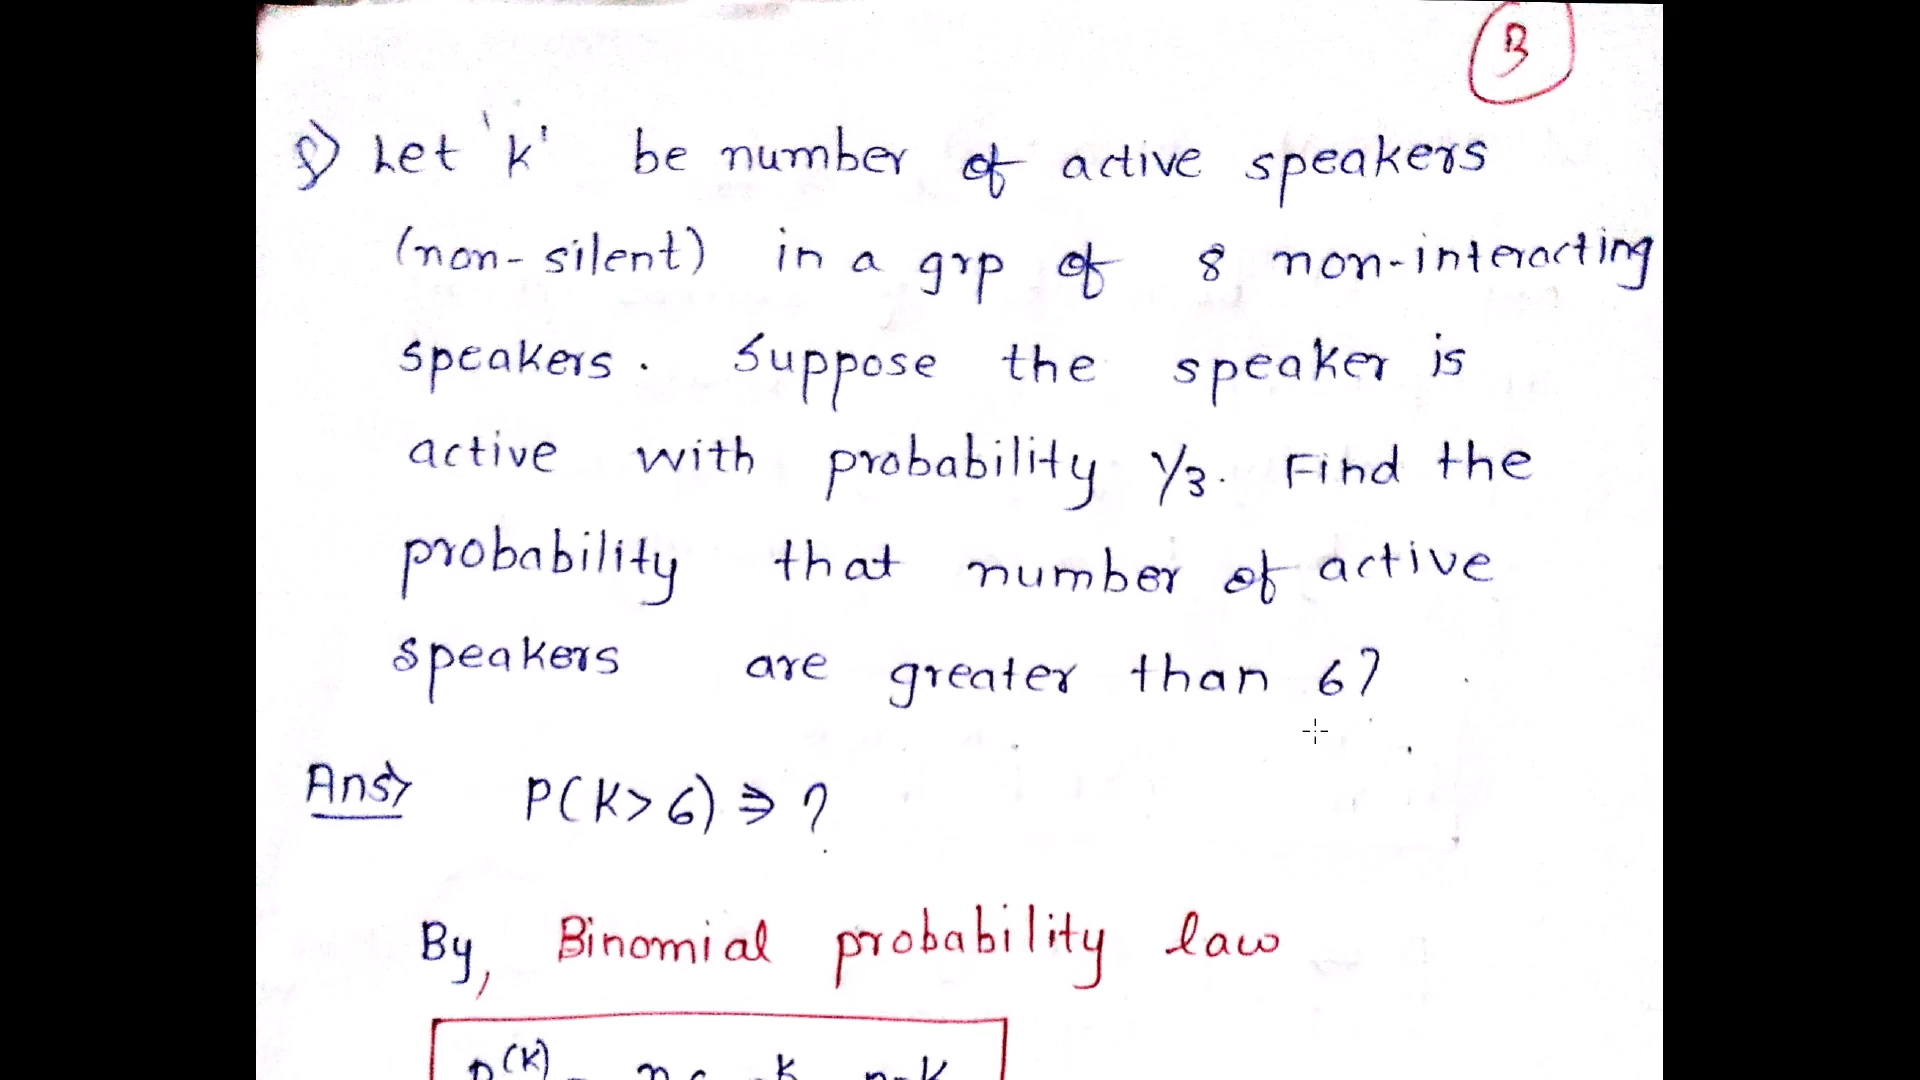 B
Q) Let 'k' be number of active speakers
(non-silent) in a grp of 8 non-interacting
speakers. Suppose the speaker is
active with probability 1/3. Find the
probability that number of active
speakers are greater than 6?
Ans> P(K>6) ⇒ ?
By, Binomial probability law